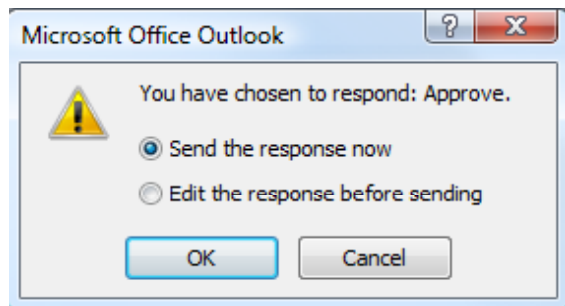 Microsoft Office Outlook
?
You have chosen to respond: Approve.
Send the response now
Edit the response before sending
OK Cancel